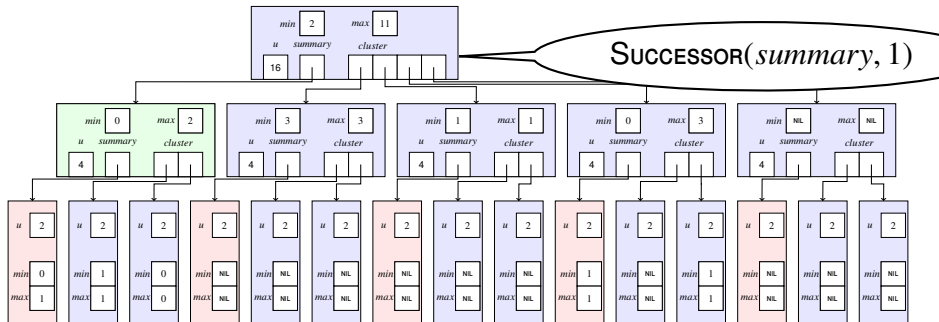 min 2 max 11
u summary cluster
16
SUCCESSOR(summary, 1)
min 0 max 2
u summary cluster
4
min 3 max 3
u summary cluster
4
min 1 max 1
u summary cluster
4
min 0 max 3
u summary cluster
4
min NIL max NIL
u summary cluster
4
u 2 u 2 u 2 u 2 u 2 u 2 u 2 u 2 u 2 u 2 u 2 u 2 u 2 u 2 u 2
min 0 min 1 min 0 min NIL min NIL min NIL min NIL min NIL min NIL min 1 min NIL min 1 min NIL min NIL min NIL
max 1 max 1 max 0 max NIL max NIL max NIL max NIL max NIL max NIL max 1 max NIL max 1 max NIL max NIL max NIL